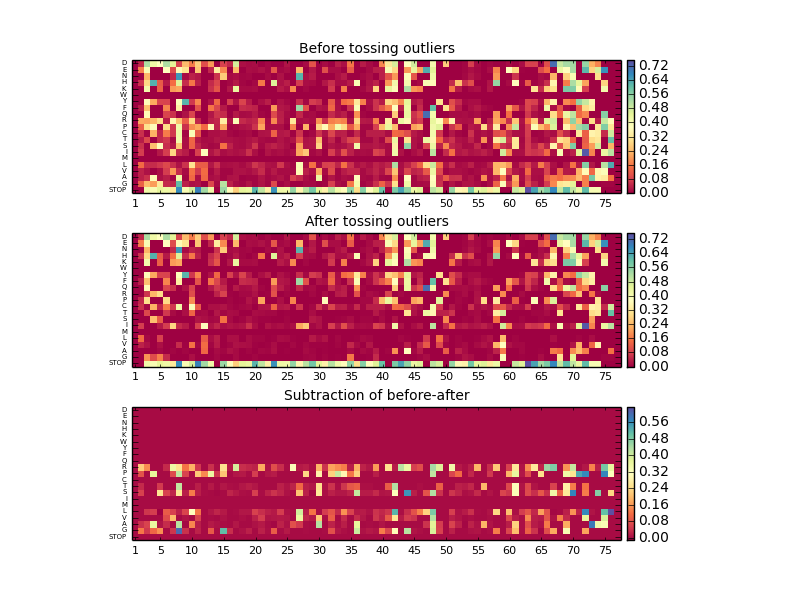 Before tossing outliers
D
E
N
H
K
W
Y
F
Q
R
P
C
T
S
I
M
L
V
A
G
STOP
1 5 10 15 20 25 30 35 40 45 50 55 60 65 70 75
0.72
0.64
0.56
0.48
0.40
0.32
0.24
0.16
0.08
0.00
After tossing outliers
D
E
N
H
K
W
Y
F
Q
R
P
C
T
S
I
M
L
V
A
G
STOP
1 5 10 15 20 25 30 35 40 45 50 55 60 65 70 75
0.72
0.64
0.56
0.48
0.40
0.32
0.24
0.16
0.08
0.00
Subtraction of before-after
D
E
N
H
K
W
Y
F
Q
R
P
C
T
S
I
M
L
V
A
G
STOP
1 5 10 15 20 25 30 35 40 45 50 55 60 65 70 75
0.56
0.48
0.40
0.32
0.24
0.16
0.08
0.00